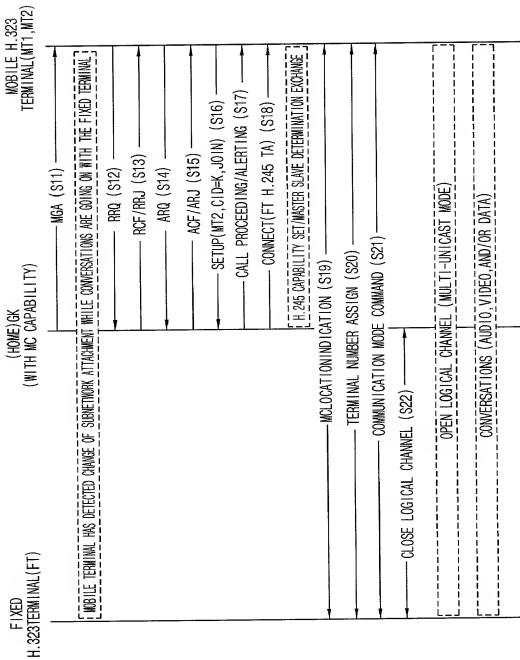 FIXED
H.323TERMINAL(FT)
(HOME)GK
(WITH MC CAPABILITY)
MOBILE H.323
TERMINAL(MT1,MT2)
MGA (S11)
MOBILE TERMINAL HAS DETECTED CHANGE OF SUBNETWORK ATTACHMENT WHILE CONVERSATIONS ARE GOING ON WITH THE FIXED TERMINAL
RRQ (S12)
RCF/RRJ (S13)
ARQ (S14)
ACF/ARJ (S15)
SETUP(MT2,CID=K,JOIN) (S16)
CALL PROCEEDING/ALERTING (S17)
CONNECT(FT H.245 TA) (S18)
H.245 CAPABILITY SET/MASTER SLAVE DETERMINATION EXCHANGE
MCLOCATIONINDICATION (S19)
TERMINAL NUMBER ASSIGN (S20)
COMMUNICATION MODE COMMAND (S21)
CLOSE LOGICAL CHANNEL (S22)
OPEN LOGICAL CHANNEL (MULTI-UNICAST MODE)
CONVERSATIONS (AUDIO,VIDEO,AND/OR DATA)